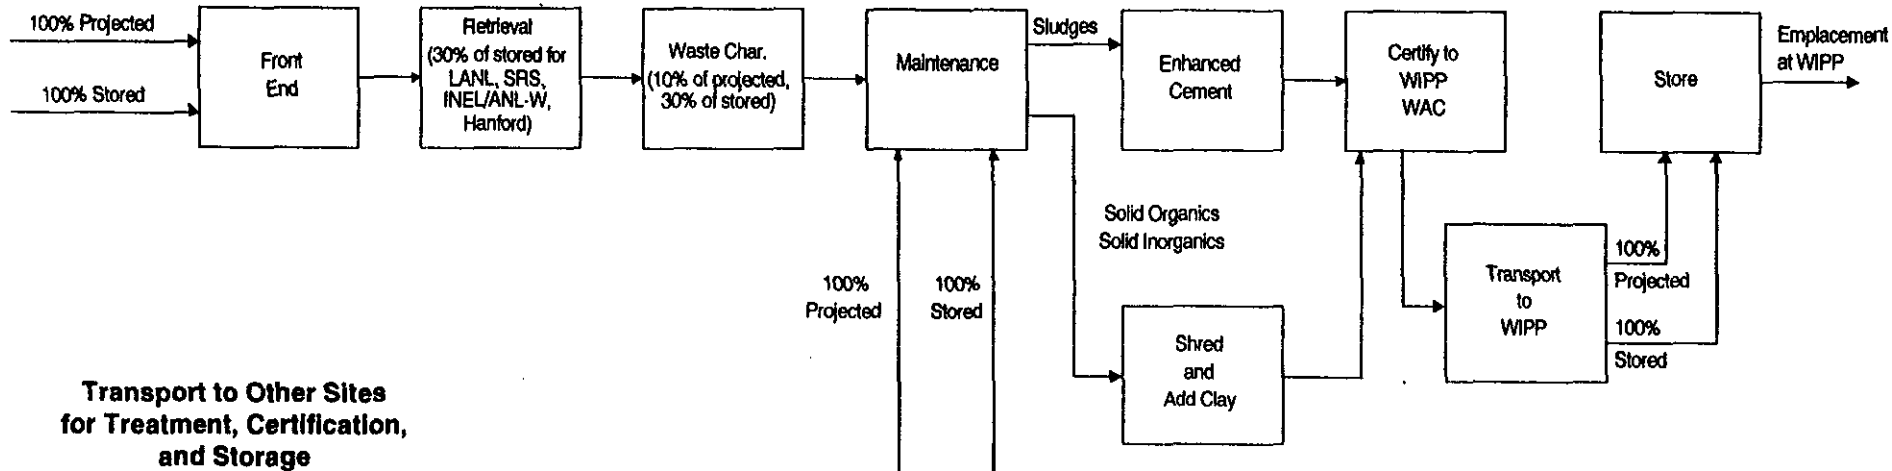 100% Projected
100% Stored
Front
End
Retrieval
(30% of stored for
LANL, SRS,
INEL/ANL-W,
Hanford)
Waste Char.
(10% of projected,
30% of stored)
Maintenance
Sludges
Enhanced
Cement
Certify to
WIPP
WAC
Store
Emplacement
at WIPP
Solid Organics
Solid Inorganics
100%
Projected
100%
Stored
Shred
and
Add Clay
Transport
to
WIPP
100%
Projected
100%
Stored
Transport to Other Sites
for Treatment, Certification,
and Storage